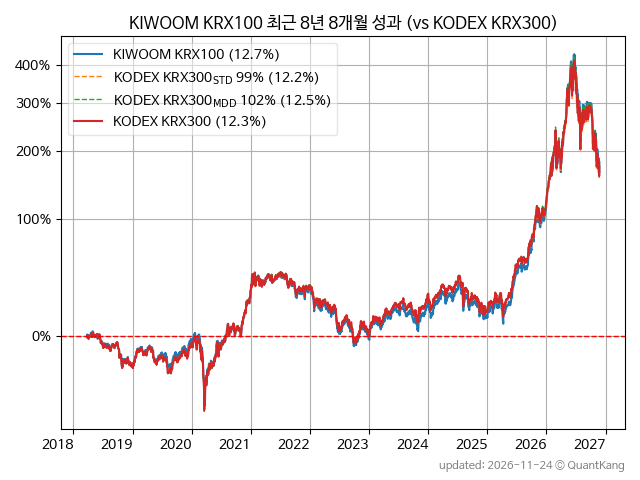 KIWOOM KRX100 최근 8년 8개월 성과 (vs KODEX KRX300)
KIWOOM KRX100 (12.7%)
KODEX KRX300STD 99% (12.2%)
KODEX KRX300MDD 102% (12.5%)
KODEX KRX300 (12.3%)
400%
300%
200%
100%
0%
2018 2019 2020 2021 2022 2023 2024 2025 2026 2027
updated: 2026-11-24 © QuantKang